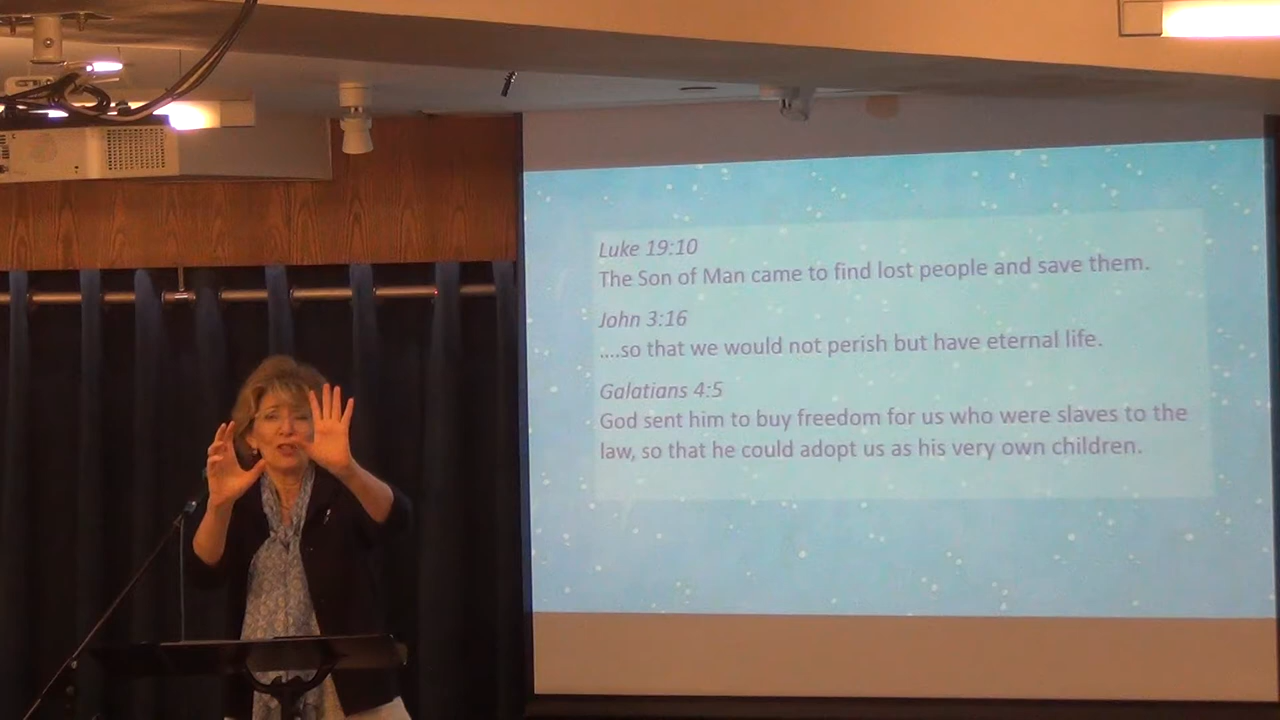 Luke 19:10
The Son of Man came to find lost people and save them.
John 3:16
....so that we would not perish but have eternal life.
Galatians 4:5
God sent him to buy freedom for us who were slaves to the
law, so that he could adopt us as his very own children.